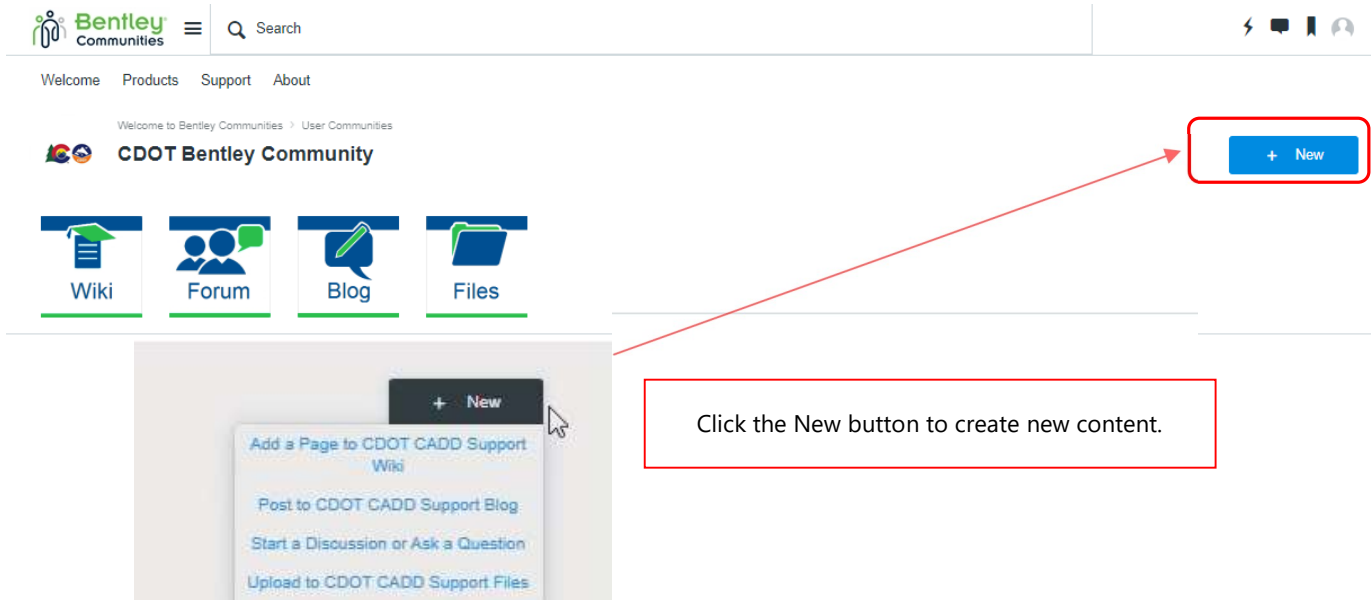 Bentley
Communities
Search
Welcome Products Support About
Welcome to Bentley Communities > User Communities
CDOT Bentley Community
+ New
Wiki Forum Blog Files
+ New
Add a Page to CDOT CADD Support
Wiki
Post to CDOT CADD Support Blog
Start a Discussion or Ask a Question
Upload to CDOT CADD Support Files
Click the New button to create new content.